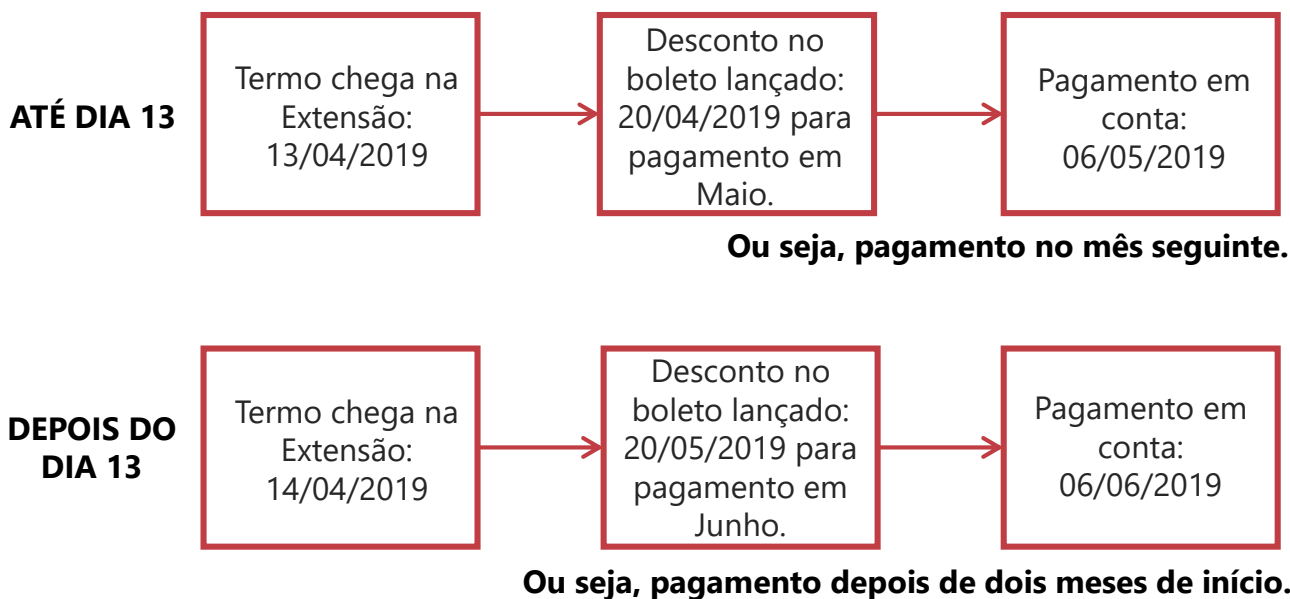 ATÉ DIA 13
Termo chega na
Extensão:
13/04/2019
Desconto no
boleto lançado:
20/04/2019 para
pagamento em
Maio.
Pagamento em
conta:
06/05/2019
Ou seja, pagamento no mês seguinte.
DEPOIS DO
DIA 13
Termo chega na
Extensão:
14/04/2019
Desconto no
boleto lançado:
20/05/2019 para
pagamento em
Junho.
Pagamento em
conta:
06/06/2019
Ou seja, pagamento depois de dois meses de início.